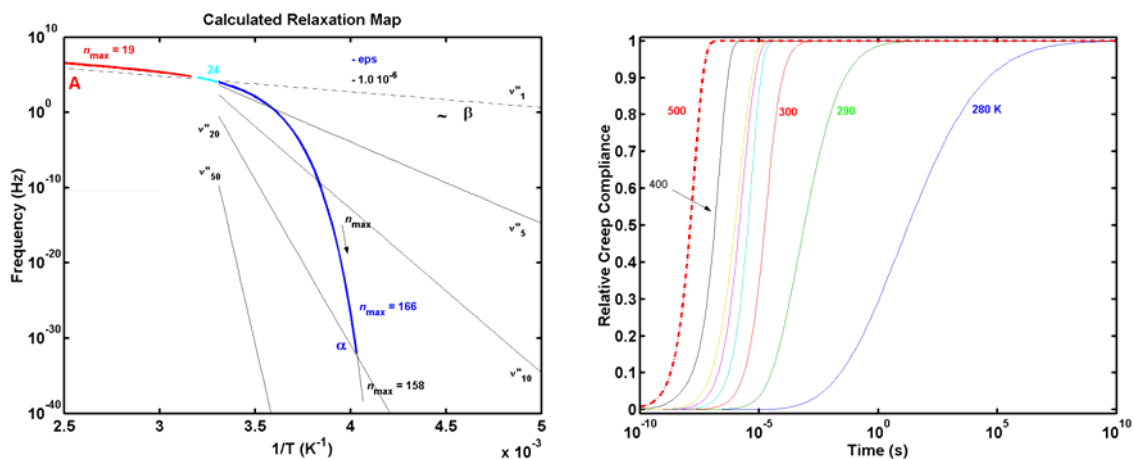 Calculated Relaxation Map
10^10
10^0
10^-10
10^-20
10^-30
10^-40
Frequency (Hz)
n_max = 19
A
24
- eps
- 1.0 10^-6
ν"_1
~ β
ν"_20
ν"_50
n_max
ν"_5
n_max = 166
α
ν"_10
n_max = 158
2.5 3 3.5 4 4.5 5
1/T (K^-1)
x 10^-3
1
0.9
0.8
0.7
0.6
0.5
0.4
0.3
0.2
0.1
0
Relative Creep Compliance
500
300
290
280 K
400
10^-10 10^-5 10^0 10^5 10^10
Time (s)